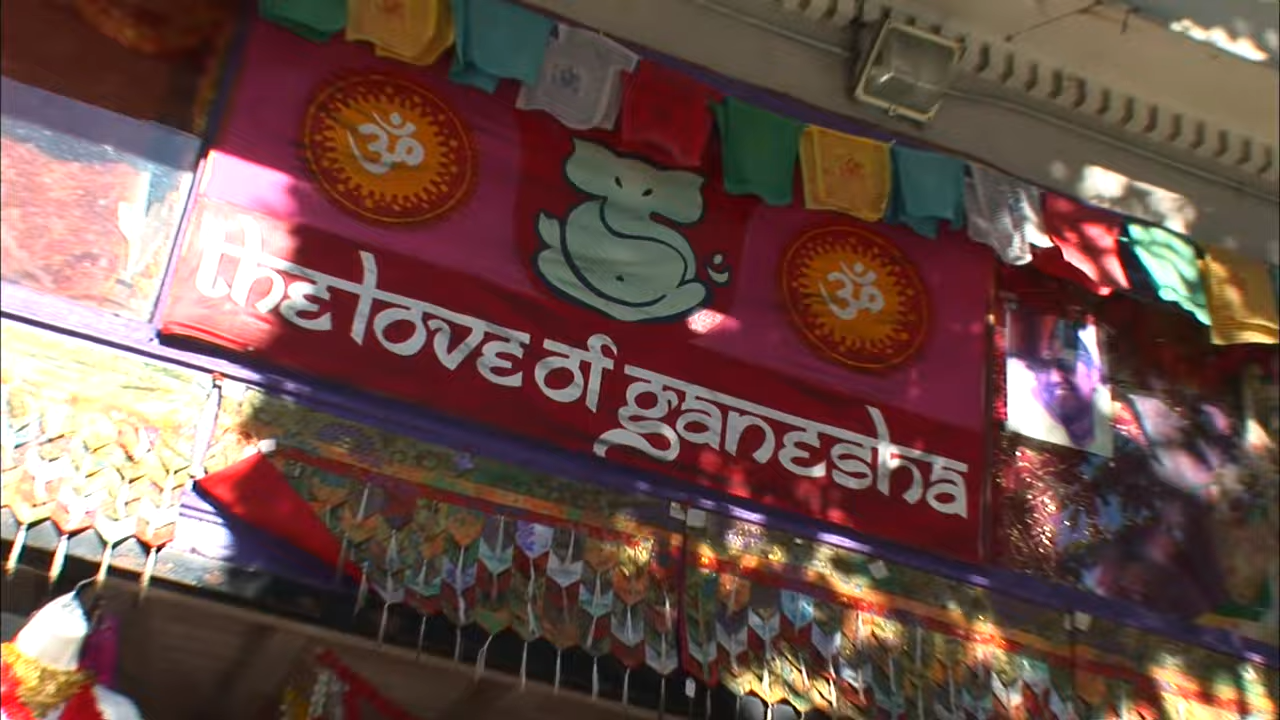 ॐ
ॐ
the love of ganesha